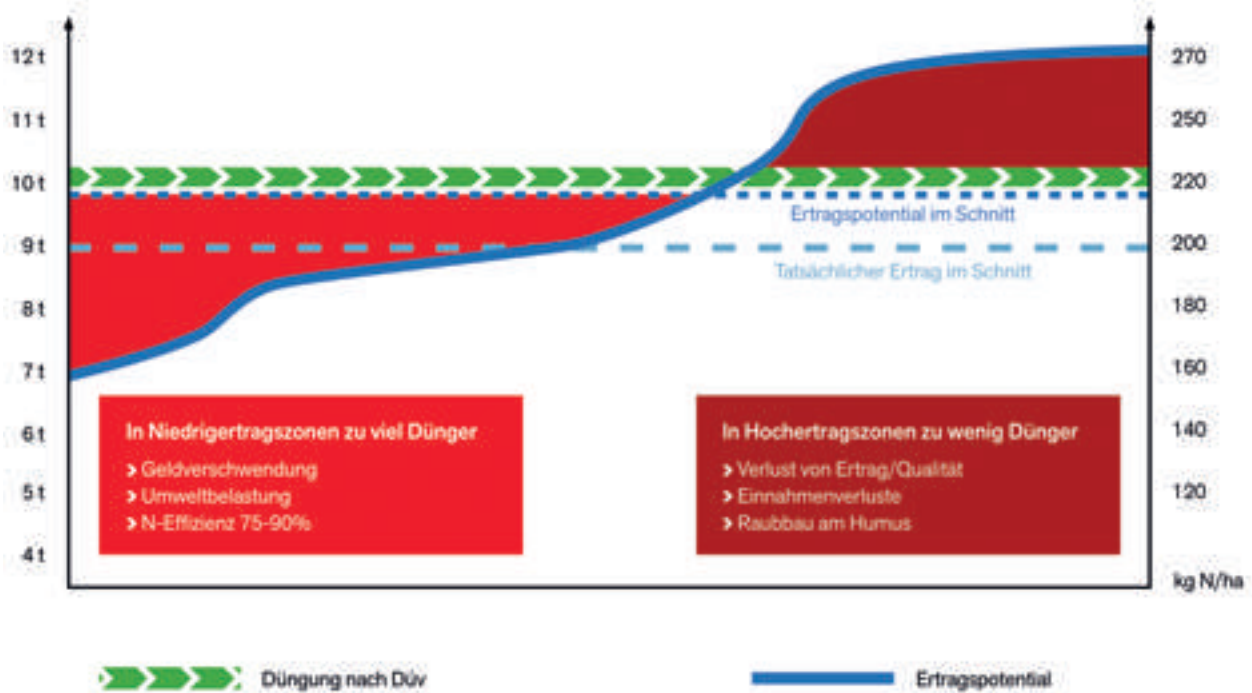 12 t
11 t
10 t
9 t
8 t
7 t
6 t
5 t
4 t
270
250
220
200
180
160
140
120
kg N/ha
Ertragspotential im Schnitt
Tatsächlicher Ertrag im Schnitt
In Niedrigertragszonen zu viel Dünger
> Geldverschwendung
> Umweltbelastung
> N-Effizienz 75-90%
In Hochertragszonen zu wenig Dünger
> Verlust von Ertrag/Qualität
> Einnahmenverluste
> Raubbau am Humus
Düngung nach Düv
Ertragspotential